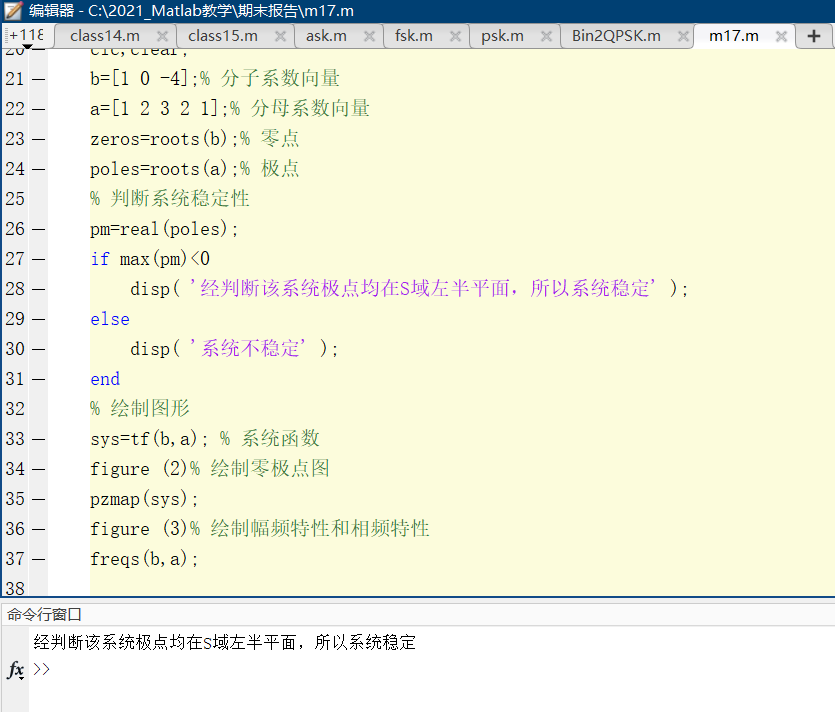 编辑器 - C:\2021_Matlab教学\期末报告\m17.m
+118 class14.m class15.m ask.m fsk.m psk.m Bin2QPSK.m m17.m +
20 — clc,clear;
21 — b=[1 0 -4];% 分子系数向量
22 — a=[1 2 3 2 1];% 分母系数向量
23 — zeros=roots(b);% 零点
24 — poles=roots(a);% 极点
25 % 判断系统稳定性
26 — pm=real(poles);
27 — if max(pm)<0
28 — disp( '经判断该系统极点均在S域左半平面，所以系统稳定' );
29 — else
30 — disp( '系统不稳定' );
31 — end
32 % 绘制图形
33 — sys=tf(b,a); % 系统函数
34 — figure (2)% 绘制零极点图
35 — pzmap(sys);
36 — figure (3)% 绘制幅频特性和相频特性
37 — freqs(b,a);
38
命令行窗口
经判断该系统极点均在S域左半平面，所以系统稳定
fx >>